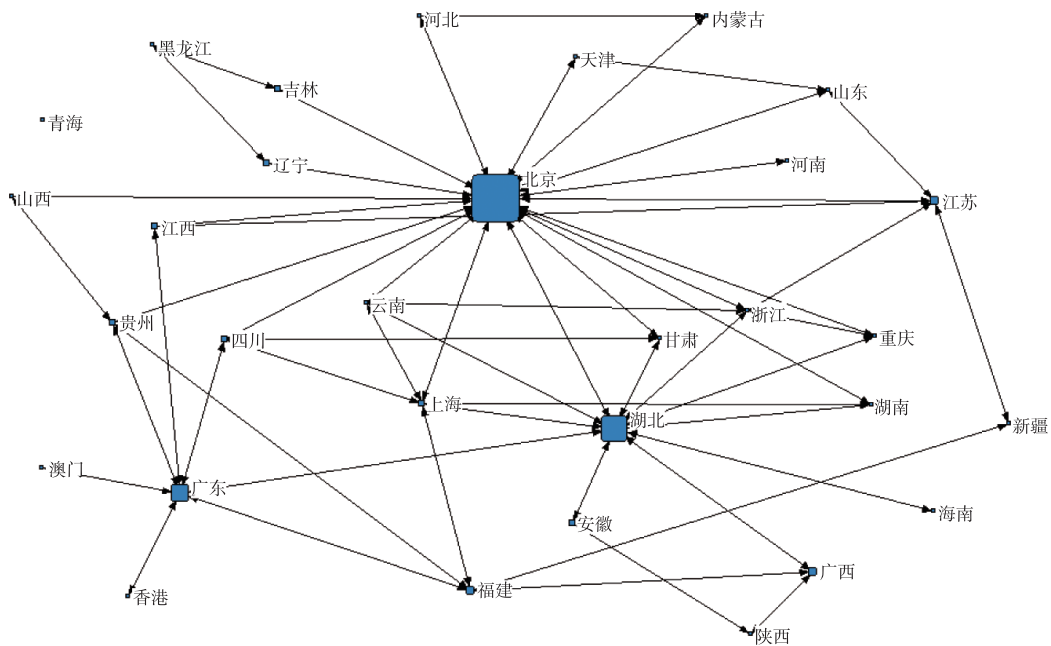 河北
内蒙古
黑龙江
天津
吉林
山东
青海
辽宁
河南
北京
山西
江西
江苏
云南
浙江
贵州
四川
甘肃
重庆
上海
湖南
湖北
新疆
澳门
广东
海南
安徽
广西
福建
香港
陕西